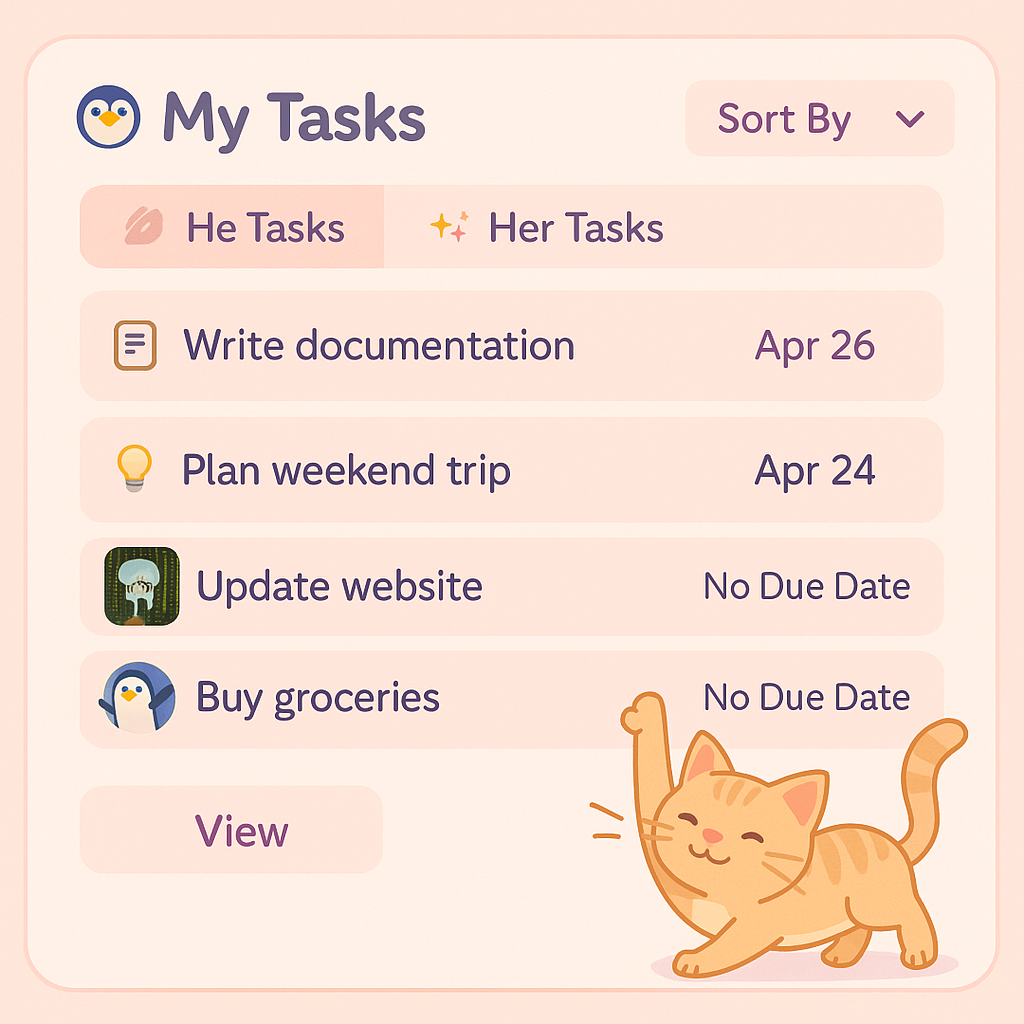 My Tasks
Sort By
He Tasks
Her Tasks
Write documentation
Apr 26
Plan weekend trip
Apr 24
Update website
No Due Date
Buy groceries
No Due Date
View